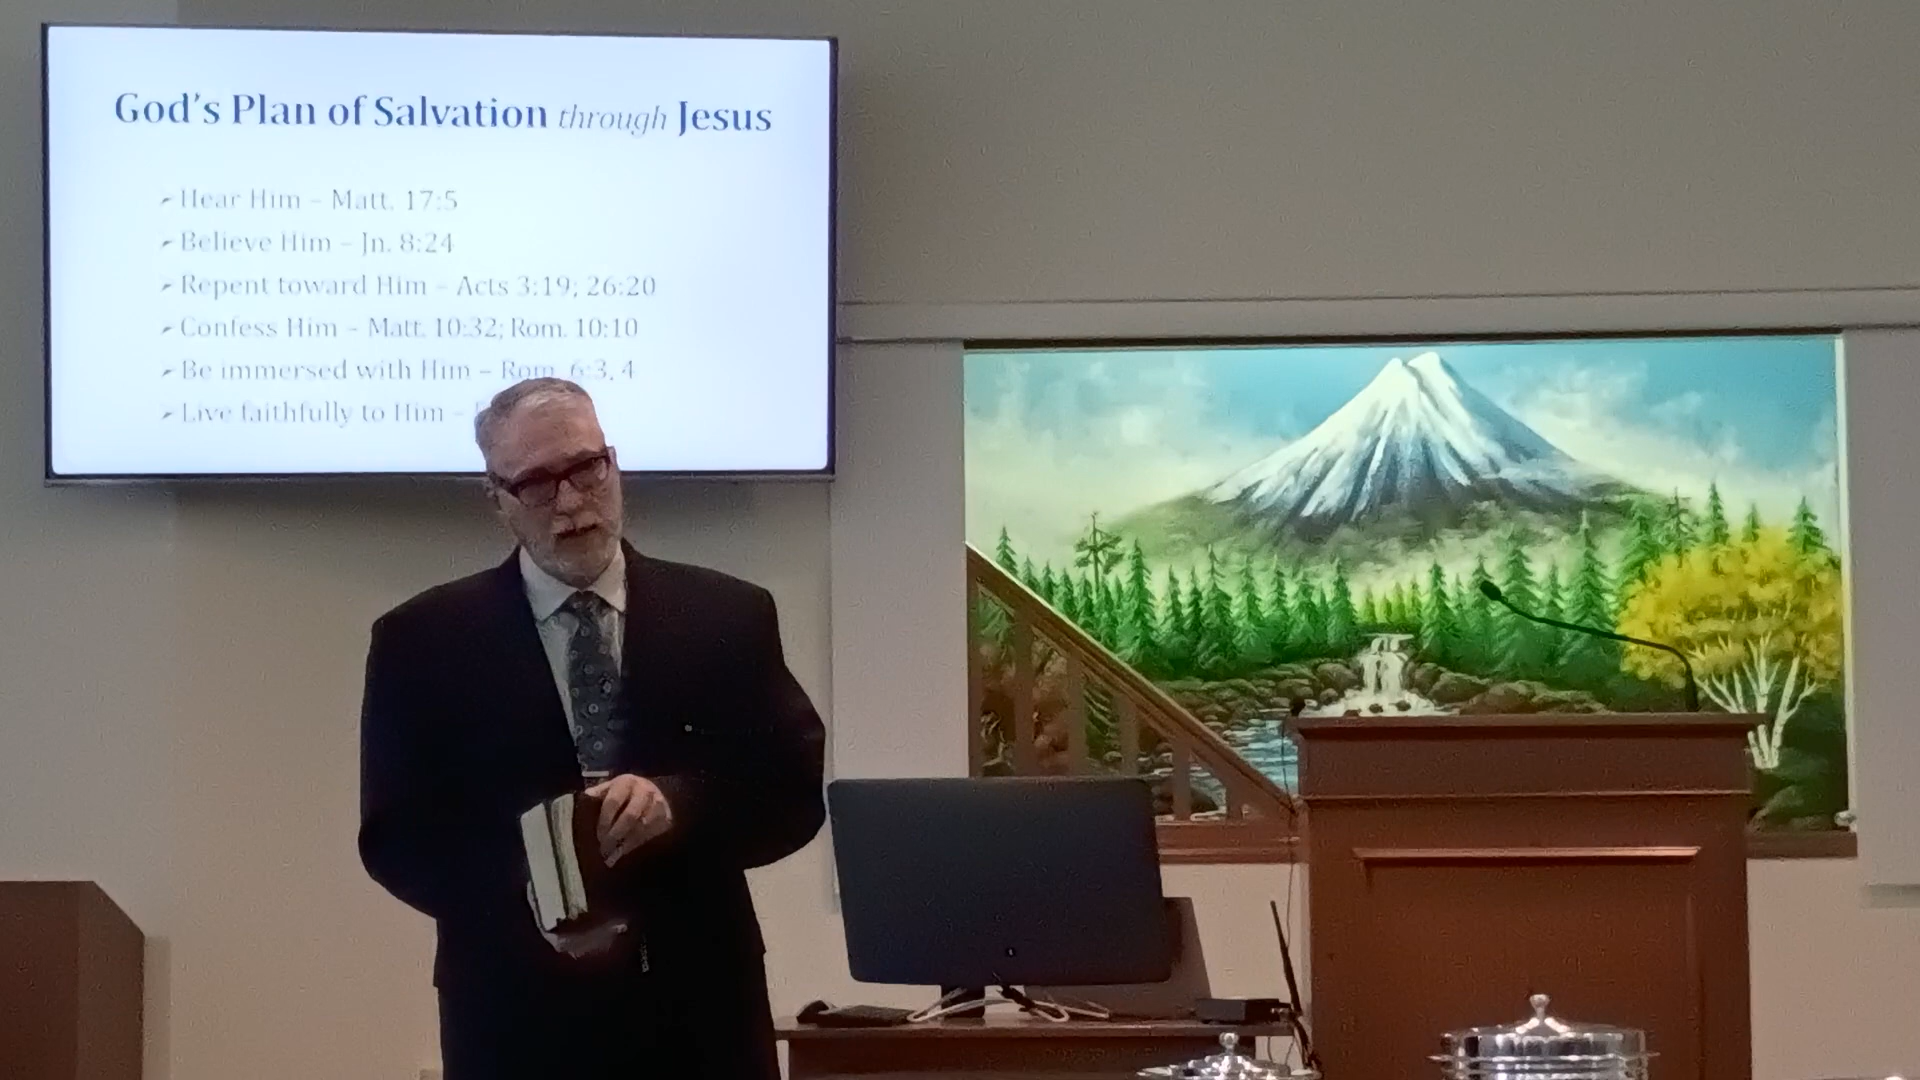 God's Plan of Salvation through Jesus
Hear Him – Matt. 17:5
Believe Him – Jn. 8:24
Repent toward Him – Acts 3:19; 26:20
Confess Him – Matt. 10:32; Rom. 10:10
Be immersed with Him – Rom. 6:3, 4
Live faithfully to Him –